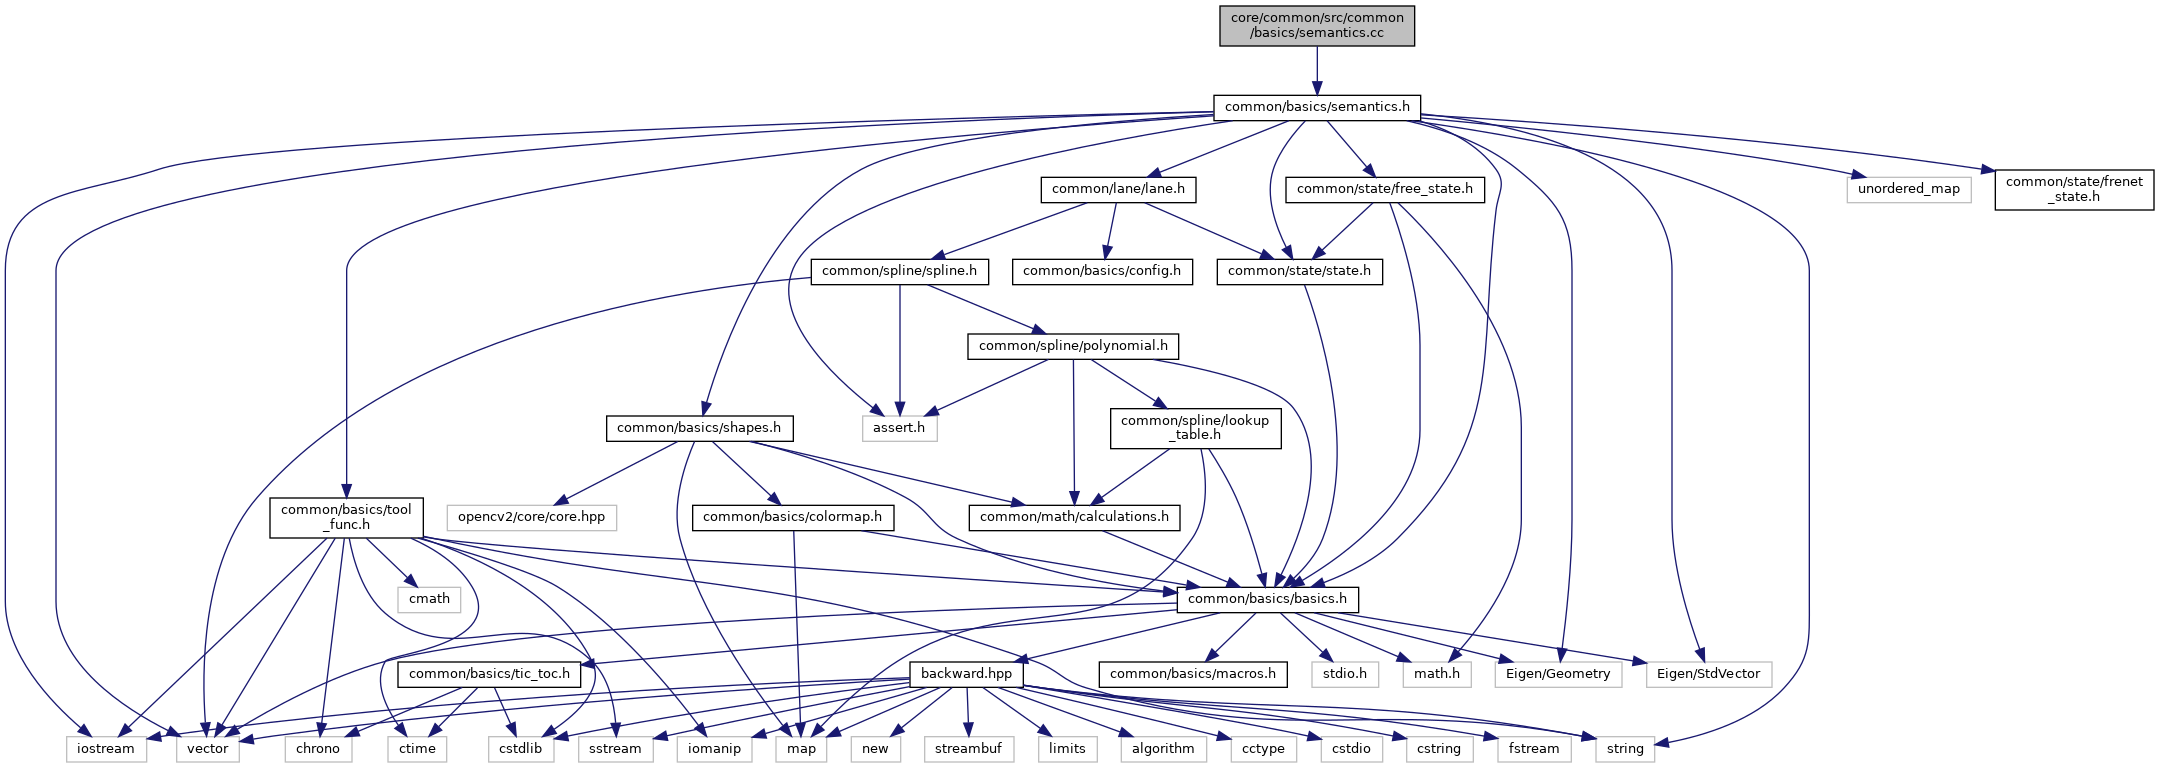 core/common/src/common
/basics/semantics.cc
common/basics/semantics.h
common/lane/lane.h
common/state/free_state.h
unordered_map
common/state/frenet
_state.h
common/spline/spline.h
common/basics/config.h
common/state/state.h
common/spline/polynomial.h
common/basics/shapes.h
assert.h
common/spline/lookup
_table.h
common/basics/tool
_func.h
opencv2/core/core.hpp
common/basics/colormap.h
common/math/calculations.h
cmath
common/basics/basics.h
common/basics/tic_toc.h
backward.hpp
common/basics/macros.h
stdio.h
math.h
Eigen/Geometry
Eigen/StdVector
iostream
vector
chrono
ctime
cstdlib
sstream
iomanip
map
new
streambuf
limits
algorithm
cctype
cstdio
cstring
fstream
string